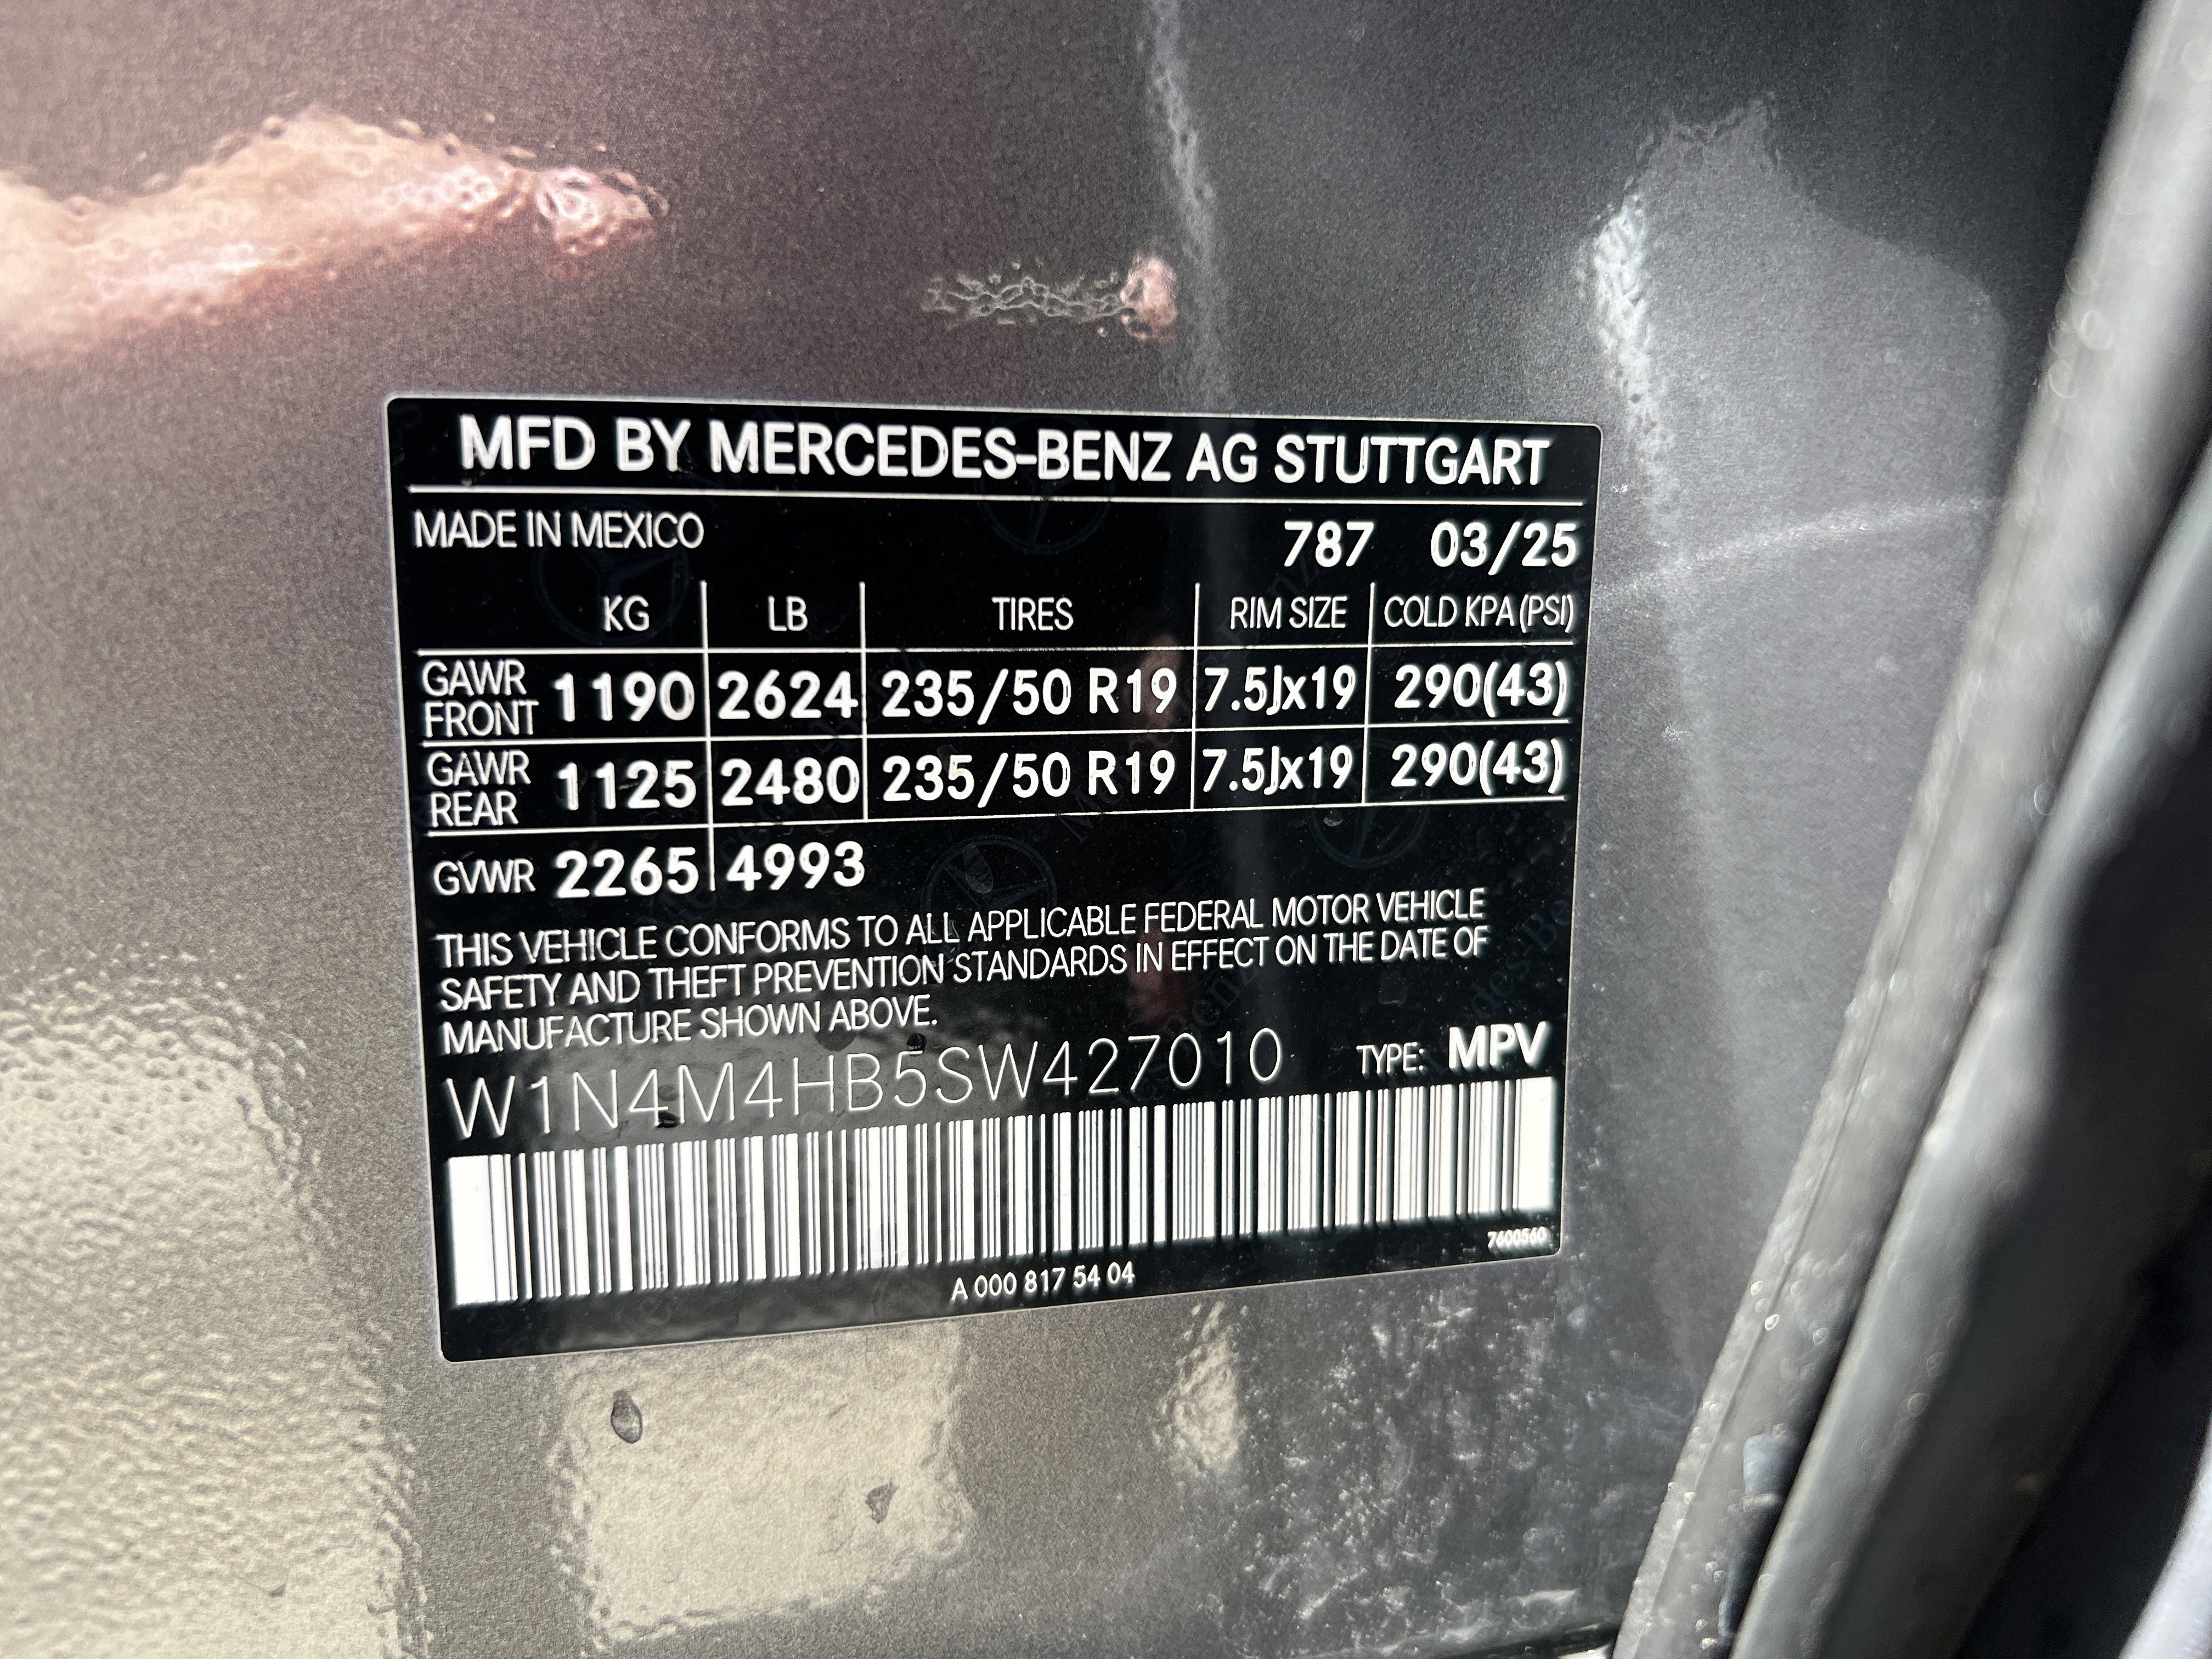 MFD BY MERCEDES-BENZ AG STUTTGART
MADE IN MEXICO 787 03/25
KG LB TIRES RIM SIZE COLD KPA (PSI)
GAWR FRONT 1190 2624 235/50 R19 7.5Jx19 290(43)
GAWR REAR 1125 2480 235/50 R19 7.5Jx19 290(43)
GVWR 2265 4993
THIS VEHICLE CONFORMS TO ALL APPLICABLE FEDERAL MOTOR VEHICLE
SAFETY AND THEFT PREVENTION STANDARDS IN EFFECT ON THE DATE OF
MANUFACTURE SHOWN ABOVE.
W1N4M4HB5SW427010 TYPE: MPV
7600560
A 000 817 54 04